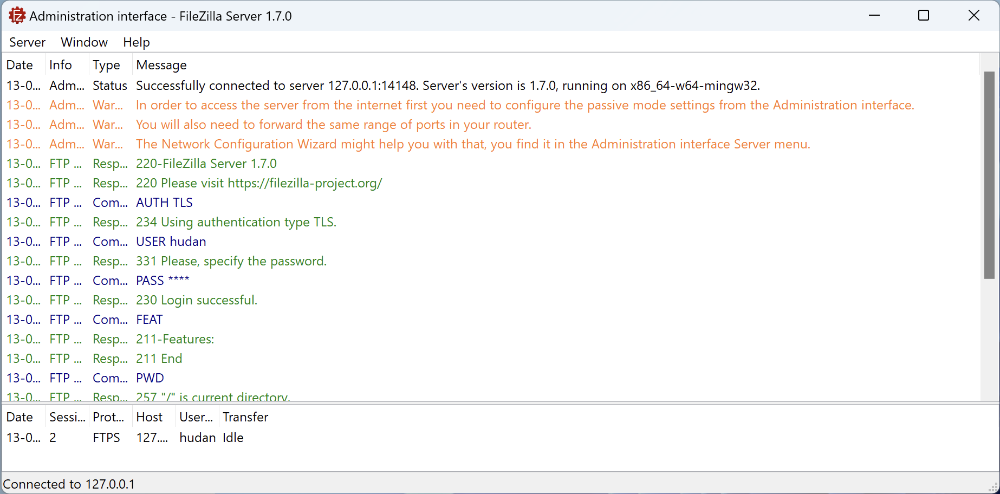 Administration interface - FileZilla Server 1.7.0
Server Window Help
Date Info Type Message
13-0... Adm... Status Successfully connected to server 127.0.0.1:14148. Server's version is 1.7.0, running on x86_64-w64-mingw32.
13-0... Adm... War... In order to access the server from the internet first you need to configure the passive mode settings from the Administration interface.
13-0... Adm... War... You will also need to forward the same range of ports in your router.
13-0... Adm... War... The Network Configuration Wizard might help you with that, you find it in the Administration interface Server menu.
13-0... FTP ... Resp... 220-FileZilla Server 1.7.0
13-0... FTP ... Resp... 220 Please visit https://filezilla-project.org/
13-0... FTP ... Com... AUTH TLS
13-0... FTP ... Resp... 234 Using authentication type TLS.
13-0... FTP ... Com... USER hudan
13-0... FTP ... Resp... 331 Please, specify the password.
13-0... FTP ... Com... PASS ****
13-0... FTP ... Resp... 230 Login successful.
13-0... FTP ... Com... FEAT
13-0... FTP ... Resp... 211-Features:
13-0... FTP ... Resp... 211 End
13-0... FTP ... Com... PWD
13-0... FTP ... Resp... 257 "/" is current directory.
Date Sessi... Prot... Host User... Transfer
13-0... 2 FTPS 127.... hudan Idle
Connected to 127.0.0.1